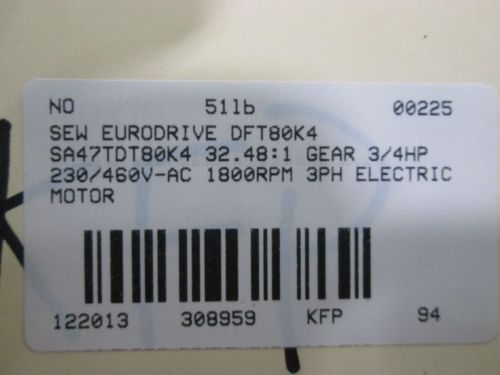 NO 51lb 00225
SEW EURODRIVE DFT80K4
SA47TDT80K4 32.48:1 GEAR 3/4HP
230/460V-AC 1800RPM 3PH ELECTRIC
MOTOR
122013 308959 KFP 94